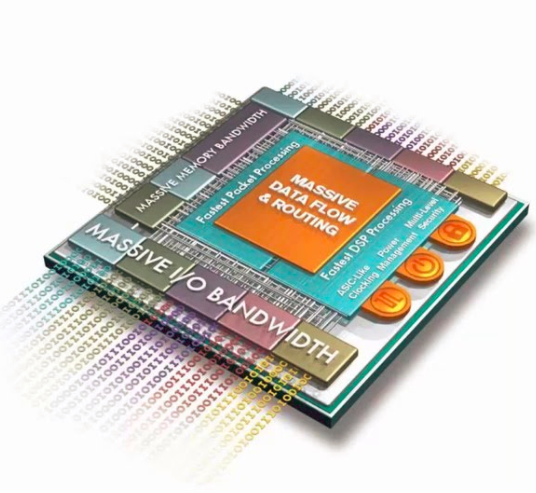 MASSIVE MEMORY BANDWIDTH
Fastest Packet Processing
MASSIVE
DATA FLOW
& ROUTING
Fastest DSP Processing
Multi-Level
Security
Power
Management
ASIC-Like
Clocking
MASSIVE I/O BANDWIDTH